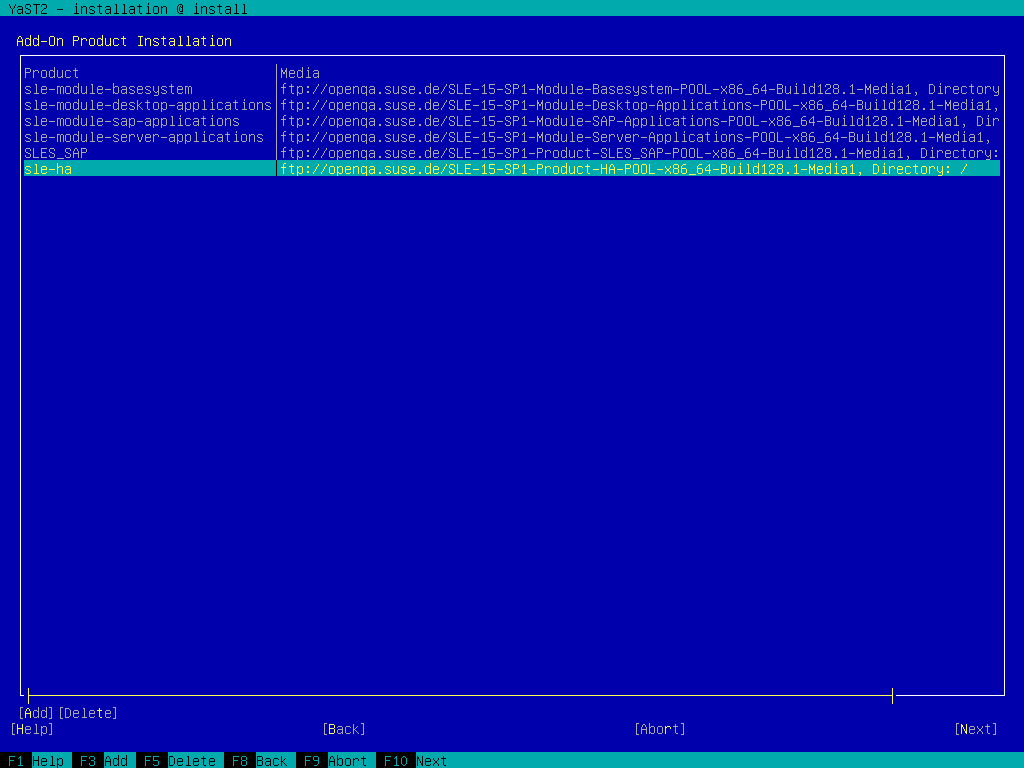 YaST2 - installation @ install
Add-On Product Installation
Product Media
sle-module-basesystem ftp://openqa.suse.de/SLE-15-SP1-Module-Basesystem-POOL-x86_64-Build128.1-Media1, Directory
sle-module-desktop-applications ftp://openqa.suse.de/SLE-15-SP1-Module-Desktop-Applications-POOL-x86_64-Build128.1-Media1,
sle-module-sap-applications ftp://openqa.suse.de/SLE-15-SP1-Module-SAP-Applications-POOL-x86_64-Build128.1-Media1, Dir
sle-module-server-applications ftp://openqa.suse.de/SLE-15-SP1-Module-Server-Applications-POOL-x86_64-Build128.1-Media1,
SLES_SAP ftp://openqa.suse.de/SLE-15-SP1-Product-SLES_SAP-POOL-x86_64-Build128.1-Media1, Directory:
sle-ha ftp://openqa.suse.de/SLE-15-SP1-Product-HA-POOL-x86_64-Build128.1-Media1, Directory: /
[Add][Delete]
[Help] [Back] [Abort] [Next]
F1 Help F3 Add F5 Delete F8 Back F9 Abort F10 Next